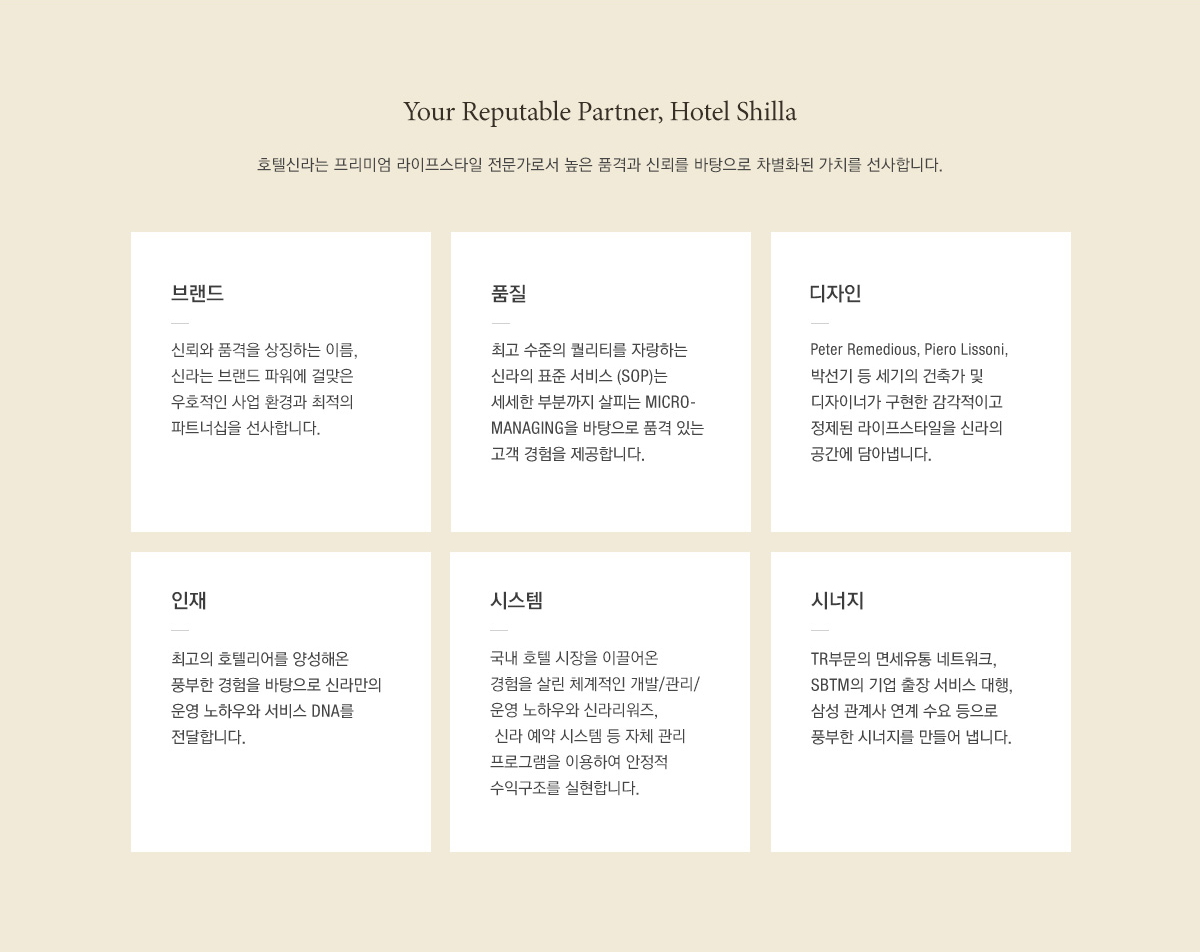 Your Reputable Partner, Hotel Shilla
호텔신라는 프리미엄 라이프스타일 전문가로서 높은 품격과 신뢰를 바탕으로 차별화된 가치를 선사합니다.
브랜드
신뢰와 품격을 상징하는 이름,
신라는 브랜드 파워에 걸맞은
우호적인 사업 환경과 최적의
파트너십을 선사합니다.
품질
최고 수준의 퀄리티를 자랑하는
신라의 표준 서비스 (SOP)는
세세한 부분까지 살피는 MICRO-
MANAGING을 바탕으로 품격 있는
고객 경험을 제공합니다.
디자인
Peter Remedious, Piero Lissoni,
박선기 등 세기의 건축가 및
디자이너가 구현한 감각적이고
정제된 라이프스타일을 신라의
공간에 담아냅니다.
인재
최고의 호텔리어를 양성해온
풍부한 경험을 바탕으로 신라만의
운영 노하우와 서비스 DNA를
전달합니다.
시스템
국내 호텔 시장을 이끌어온
경험을 살린 체계적인 개발/관리/
운영 노하우와 신라리워즈,
신라 예약 시스템 등 자체 관리
프로그램을 이용하여 안정적
수익구조를 실현합니다.
시너지
TR부문의 면세유통 네트워크,
SBTM의 기업 출장 서비스 대행,
삼성 관계사 연계 수요 등으로
풍부한 시너지를 만들어 냅니다.